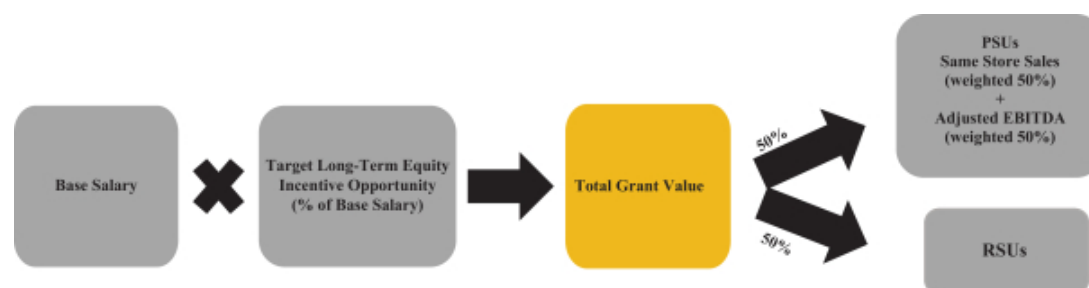 Base Salary
Target Long-Term Equity
Incentive Opportunity
(% of Base Salary)
Total Grant Value
50%
PSUs
Same Store Sales
(weighted 50%)
+
Adjusted EBITDA
(weighted 50%)
50%
RSUs